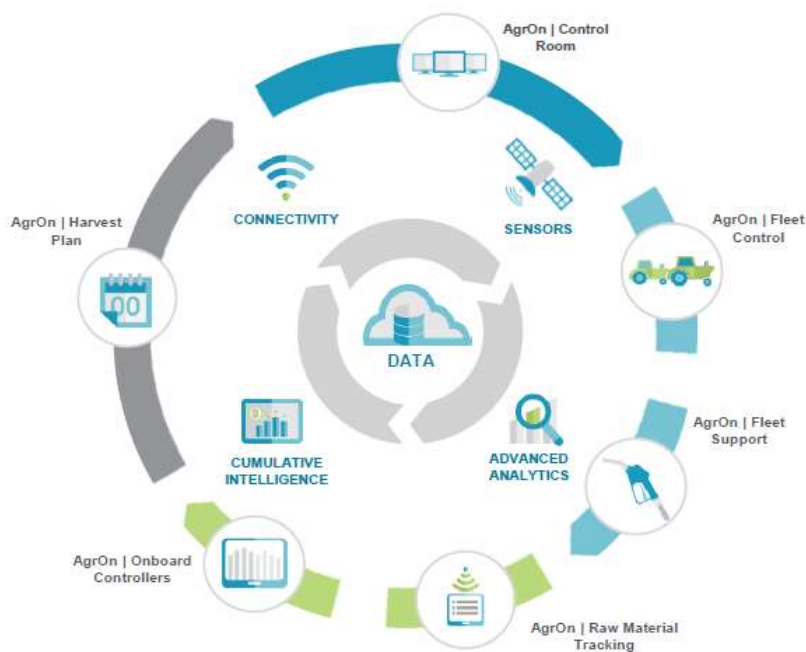 AgrOn | Control
Room
AgrOn | Harvest
Plan
CONNECTIVITY
SENSORS
AgrOn | Fleet
Control
00
DATA
AgrOn | Fleet
Support
CUMULATIVE
INTELLIGENCE
ADVANCED
ANALYTICS
AgrOn | Onboard
Controllers
AgrOn | Raw Material
Tracking